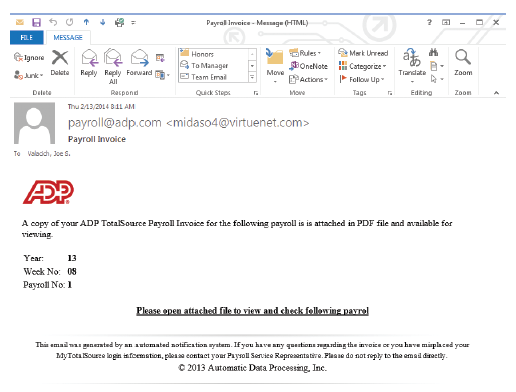 Payroll Invoice - Message (HTML)
FILE MESSAGE
Ignore
Junk
Delete
Reply
Reply All
Forward
Honors
To Manager
Team Email
Move
Rules
OneNote
Actions
Mark Unread
Categorize
Follow Up
Translate
Zoom
Delete Respond Quick Steps Move Tags Editing Zoom
Thu 2/13/2014 8:11 AM
payroll@adp.com <midaso4@virtuenet.com>
Payroll Invoice
To Valacich, Joe S.
ADP
A copy of your ADP TotalSource Payroll Invoice for the following payroll is is attached in PDF file and available for
viewing.
Year: 13
Week No: 08
Payroll No: 1
Please open attached file to view and check following payrol
This email was generated by an automated notification system. If you have any questions regarding the invoice or you have misplaced your
MyTotalSource login information, please contact your Payroll Service Representative. Please do not reply to the email directly.
© 2013 Automatic Data Processing, Inc.